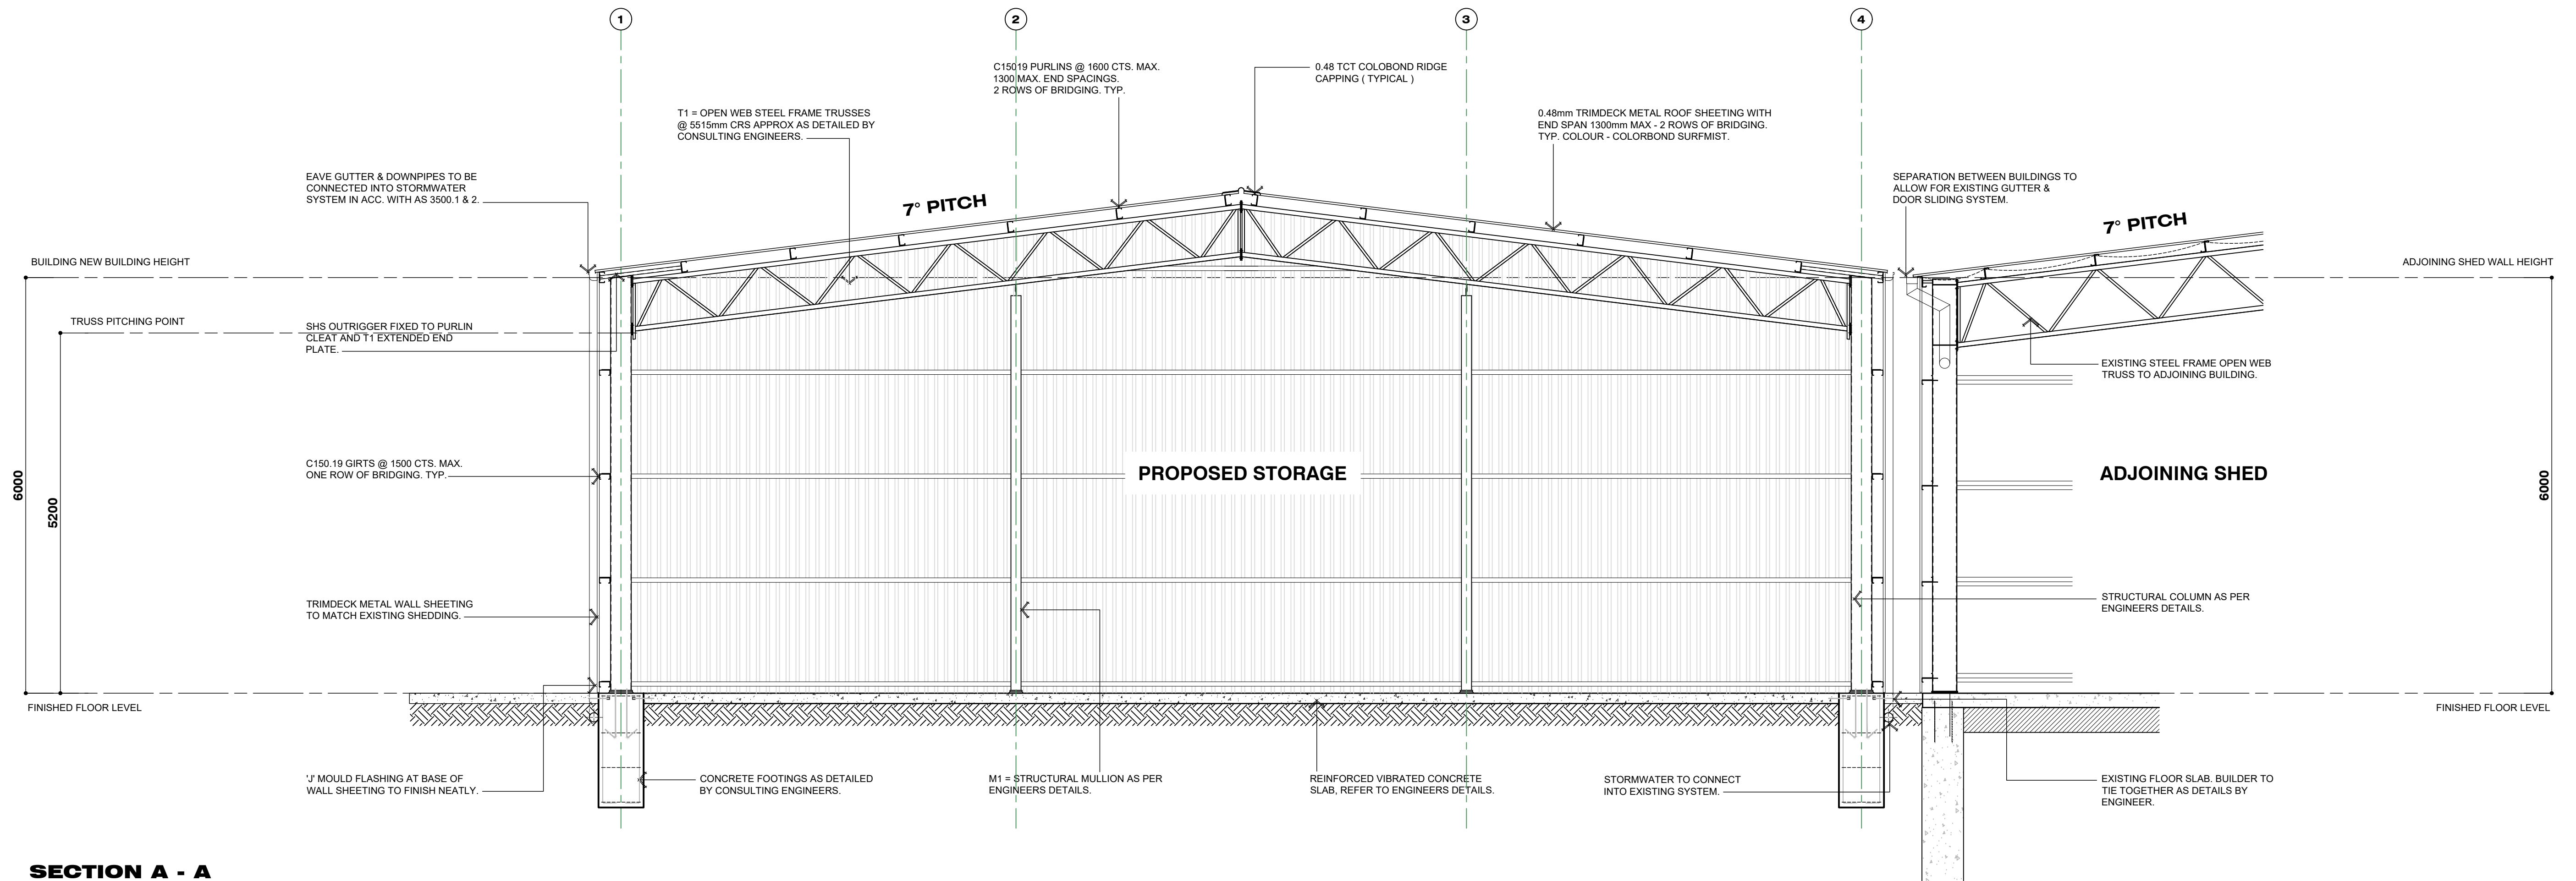 1
2
3
4
C15019 PURLINS @ 1600 CTS. MAX.
1300 MAX. END SPACINGS.
2 ROWS OF BRIDGING. TYP.
0.48 TCT COLOBOND RIDGE
CAPPING ( TYPICAL )
T1 = OPEN WEB STEEL FRAME TRUSSES
@ 5515mm CRS APPROX AS DETAILED BY
CONSULTING ENGINEERS.
0.48mm TRIMDECK METAL ROOF SHEETING WITH
END SPAN 1300mm MAX - 2 ROWS OF BRIDGING.
TYP. COLOUR - COLORBOND SURFMIST.
EAVE GUTTER & DOWNPIPES TO BE
CONNECTED INTO STORMWATER
SYSTEM IN ACC. WITH AS 3500.1 & 2.
7° PITCH
SEPARATION BETWEEN BUILDINGS TO
ALLOW FOR EXISTING GUTTER &
DOOR SLIDING SYSTEM.
7° PITCH
BUILDING NEW BUILDING HEIGHT
ADJOINING SHED WALL HEIGHT
TRUSS PITCHING POINT
SHS OUTRIGGER FIXED TO PURLIN
CLEAT AND T1 EXTENDED END
PLATE.
EXISTING STEEL FRAME OPEN WEB
TRUSS TO ADJOINING BUILDING.
C150.19 GIRTS @ 1500 CTS. MAX.
ONE ROW OF BRIDGING. TYP.
PROPOSED STORAGE
ADJOINING SHED
6000
5200
6000
TRIMDECK METAL WALL SHEETING
TO MATCH EXISTING SHEDDING.
STRUCTURAL COLUMN AS PER
ENGINEERS DETAILS.
FINISHED FLOOR LEVEL
FINISHED FLOOR LEVEL
'J' MOULD FLASHING AT BASE OF
WALL SHEETING TO FINISH NEATLY.
CONCRETE FOOTINGS AS DETAILED
BY CONSULTING ENGINEERS.
M1 = STRUCTURAL MULLION AS PER
ENGINEERS DETAILS.
REINFORCED VIBRATED CONCRETE
SLAB, REFER TO ENGINEERS DETAILS.
STORMWATER TO CONNECT
INTO EXISTING SYSTEM.
EXISTING FLOOR SLAB. BUILDER TO
TIE TOGETHER AS DETAILS BY
ENGINEER.
SECTION A - A